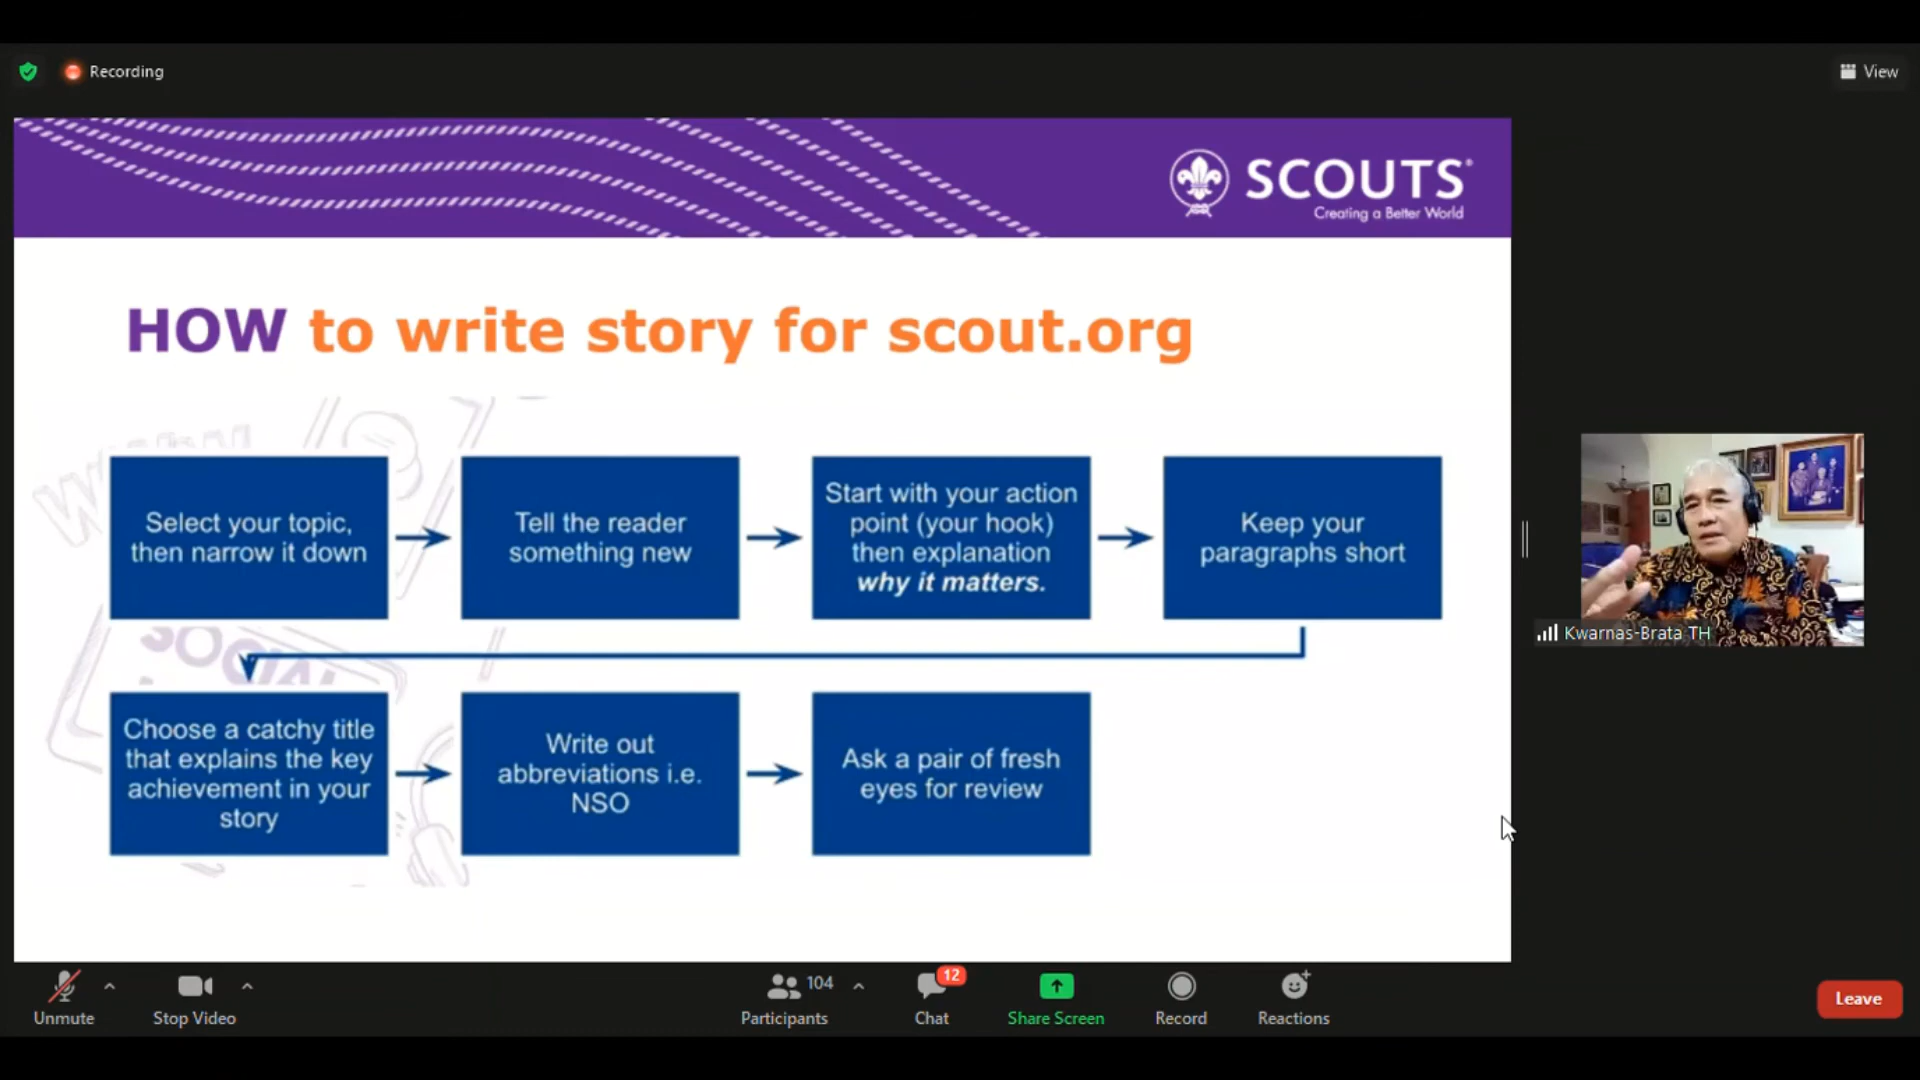 Recording
View
SCOUTS®
Creating a Better World
HOW to write story for scout.org
Select your topic,
then narrow it down
Tell the reader
something new
Start with your action
point (your hook)
then explanation
why it matters.
Keep your
paragraphs short
SOCIAL
Choose a catchy title
that explains the key
achievement in your
story
Write out
abbreviations i.e.
NSO
Ask a pair of fresh
eyes for review
Kwarnas-Brata TH
Unmute
Stop Video
104
Participants
12
Chat
Share Screen
Record
Reactions
Leave